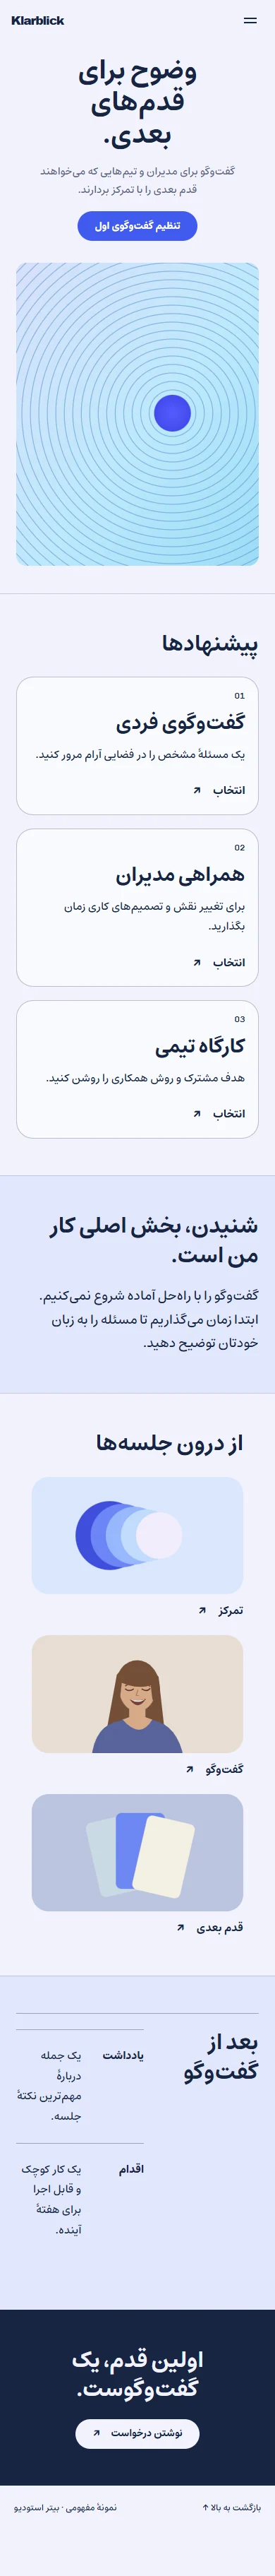 Klarblick
وضوح برای
قدم‌های
بعدی.
گفت‌وگو برای مدیران و تیم‌هایی که می‌خواهند
قدم بعدی را با تمرکز بردارند.
تنظیم گفت‌وگوی اول
پیشنهادها
01
گفت‌وگوی فردی
یک مسئلهٔ مشخص را در فضایی آرام مرور کنید.
انتخاب ↗
02
همراهی مدیران
برای تغییر نقش و تصمیم‌های کاری زمان
بگذارید.
انتخاب ↗
03
کارگاه تیمی
هدف مشترک و روش همکاری را روشن کنید.
انتخاب ↗
شنیدن، بخش اصلی کار
من است.
گفت‌وگو را با راه‌حل آماده شروع نمی‌کنیم.
ابتدا زمان می‌گذاریم تا مسئله را به زبان
خودتان توضیح دهید.
از درون جلسه‌ها
تمرکز ↗
گفت‌وگو ↗
قدم بعدی ↗
بعد از
گفت‌وگو
یادداشت
یک جمله
دربارهٔ
مهم‌ترین نکتهٔ
جلسه.
اقدام
یک کار کوچک
و قابل اجرا
برای هفتهٔ
آینده.
اولین قدم، یک
گفت‌وگوست.
نوشتن درخواست ↗
بازگشت به بالا ↑
نمونهٔ مفهومی · بیتر استودیو